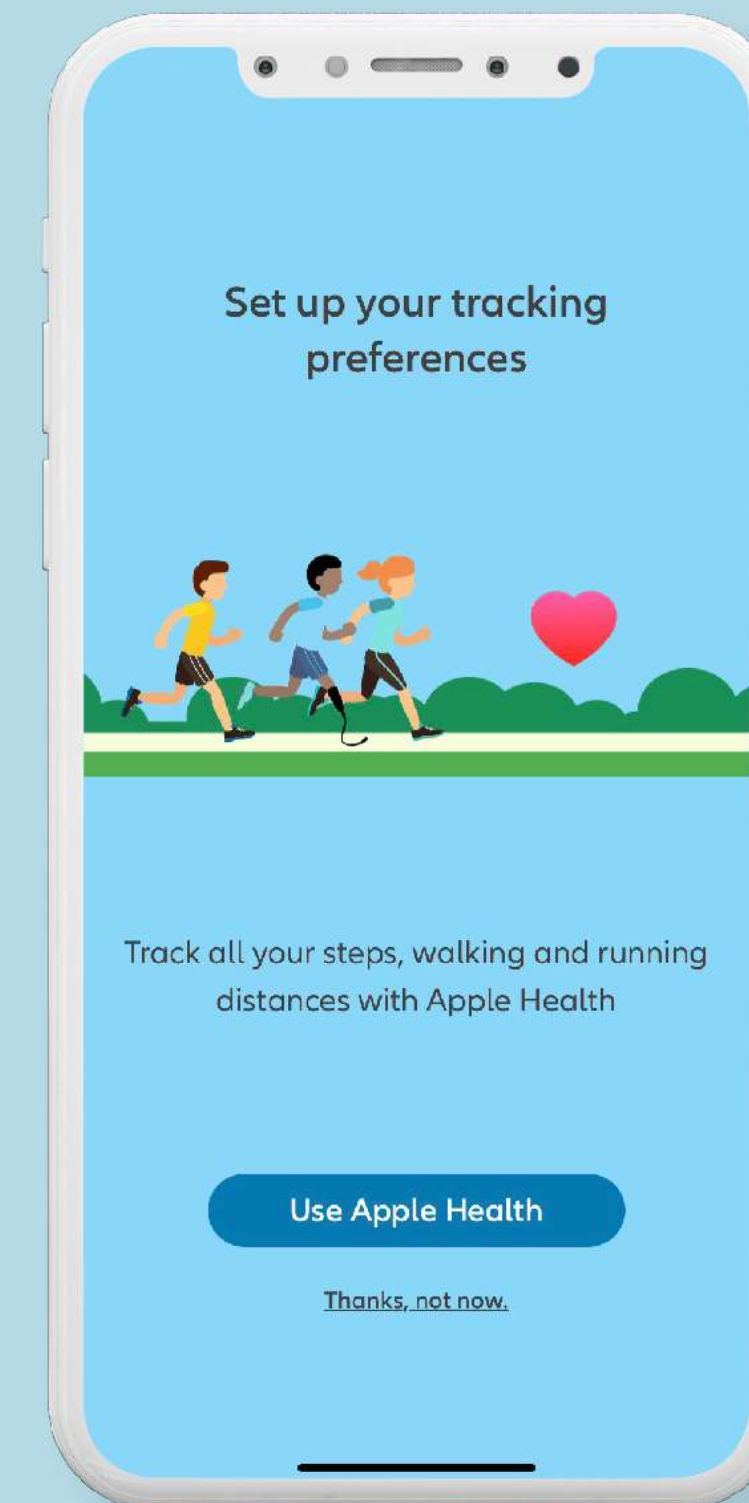 Set up your tracking
preferences
Track all your steps, walking and running
distances with Apple Health
Use Apple Health
Thanks, not now.